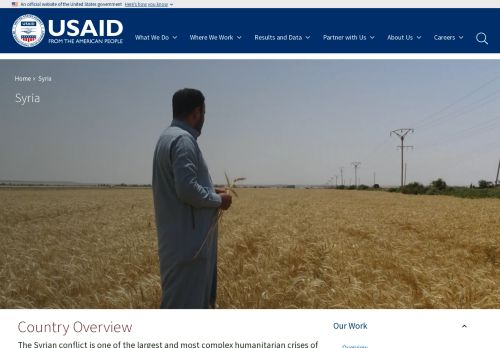 An official website of the United States government Here's how you know
USAID
USAID
FROM THE AMERICAN PEOPLE
What We Do
Where We Work
Results and Data
Partner with Us
About Us
Careers
Home › Syria
Syria
Country Overview
The Syrian conflict is one of the largest and most complex humanitarian crises of
Our Work
Overview